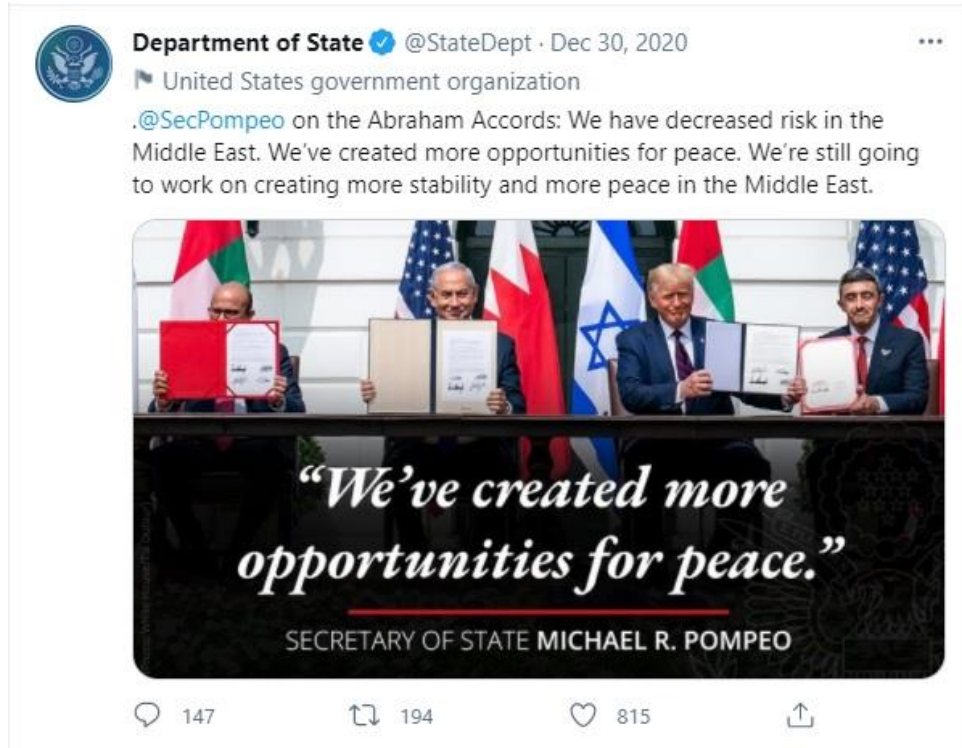 Department of State @StateDept · Dec 30, 2020
United States government organization
.@SecPompeo on the Abraham Accords: We have decreased risk in the
Middle East. We’ve created more opportunities for peace. We’re still going
to work on creating more stability and more peace in the Middle East.
“We’ve created more
opportunities for peace.”
SECRETARY OF STATE MICHAEL R. POMPEO
147 194 815